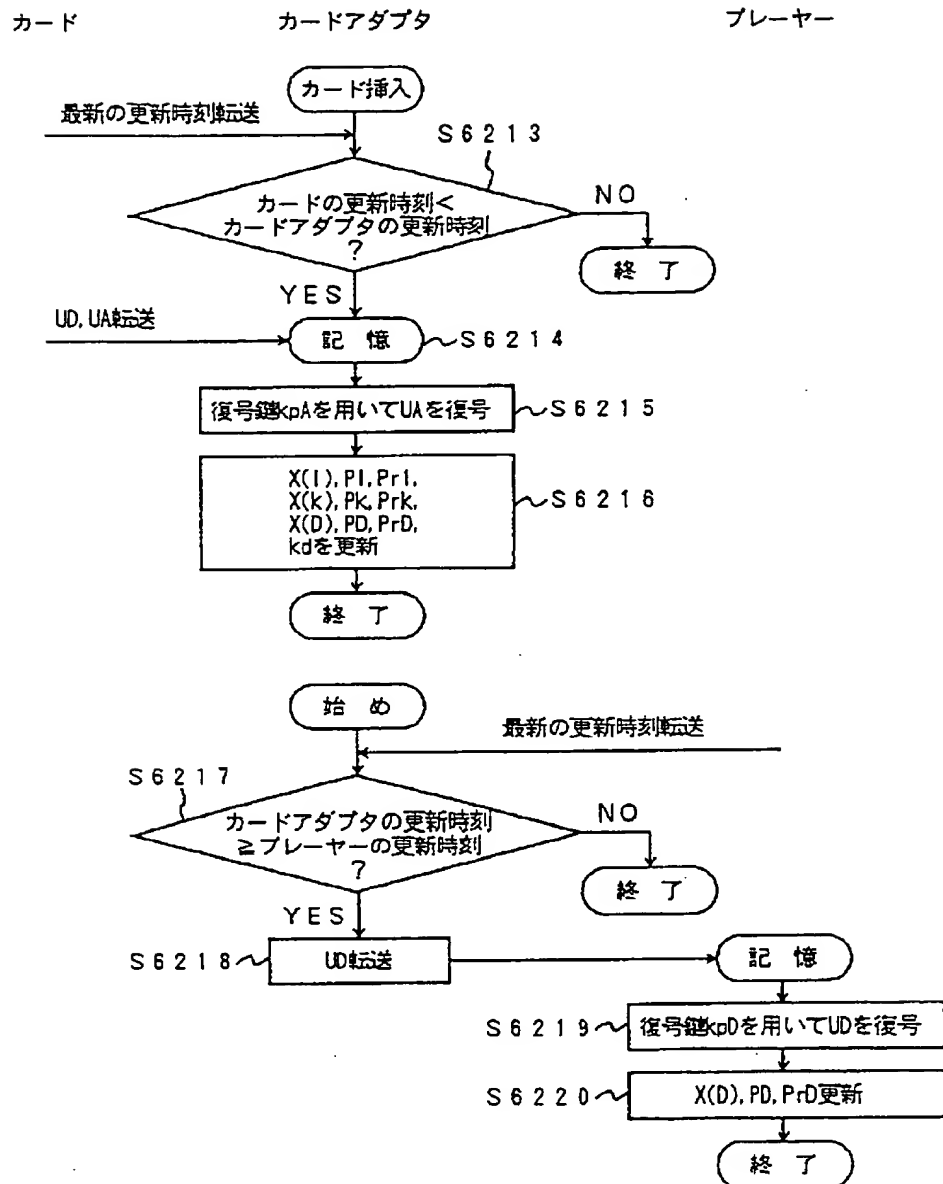 カード
カードアダプタ
プレーヤー
カード挿入
最新の更新時刻転送
S6213
カードの更新時刻<
カードアダプタの更新時刻
?
NO
終了
YES
UD, UA転送
記憶
S6214
復号鍵kpAを用いてUAを復号
S6215
X(I), PI, PrI,
X(k), Pk, Prk,
X(D), PD, PrD,
kdを更新
S6216
終了
始め
最新の更新時刻転送
S6217
カードアダプタの更新時刻
≧プレーヤーの更新時刻
?
NO
終了
YES
S6218
UD転送
記憶
S6219
復号鍵kpDを用いてUDを復号
S6220
X(D), PD, PrD更新
終了